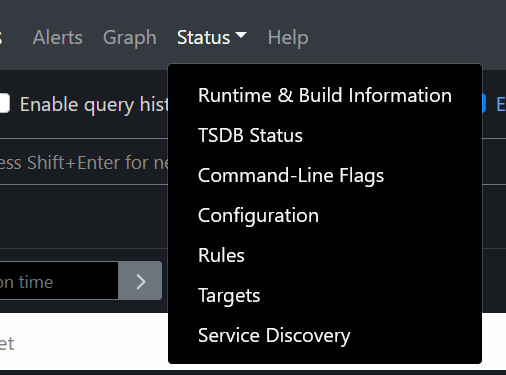 Alerts Graph Status Help
Enable query hist
ess Shift+Enter for ne
Runtime & Build Information
TSDB Status
Command-Line Flags
Configuration
Rules
Targets
Service Discovery
on time
et